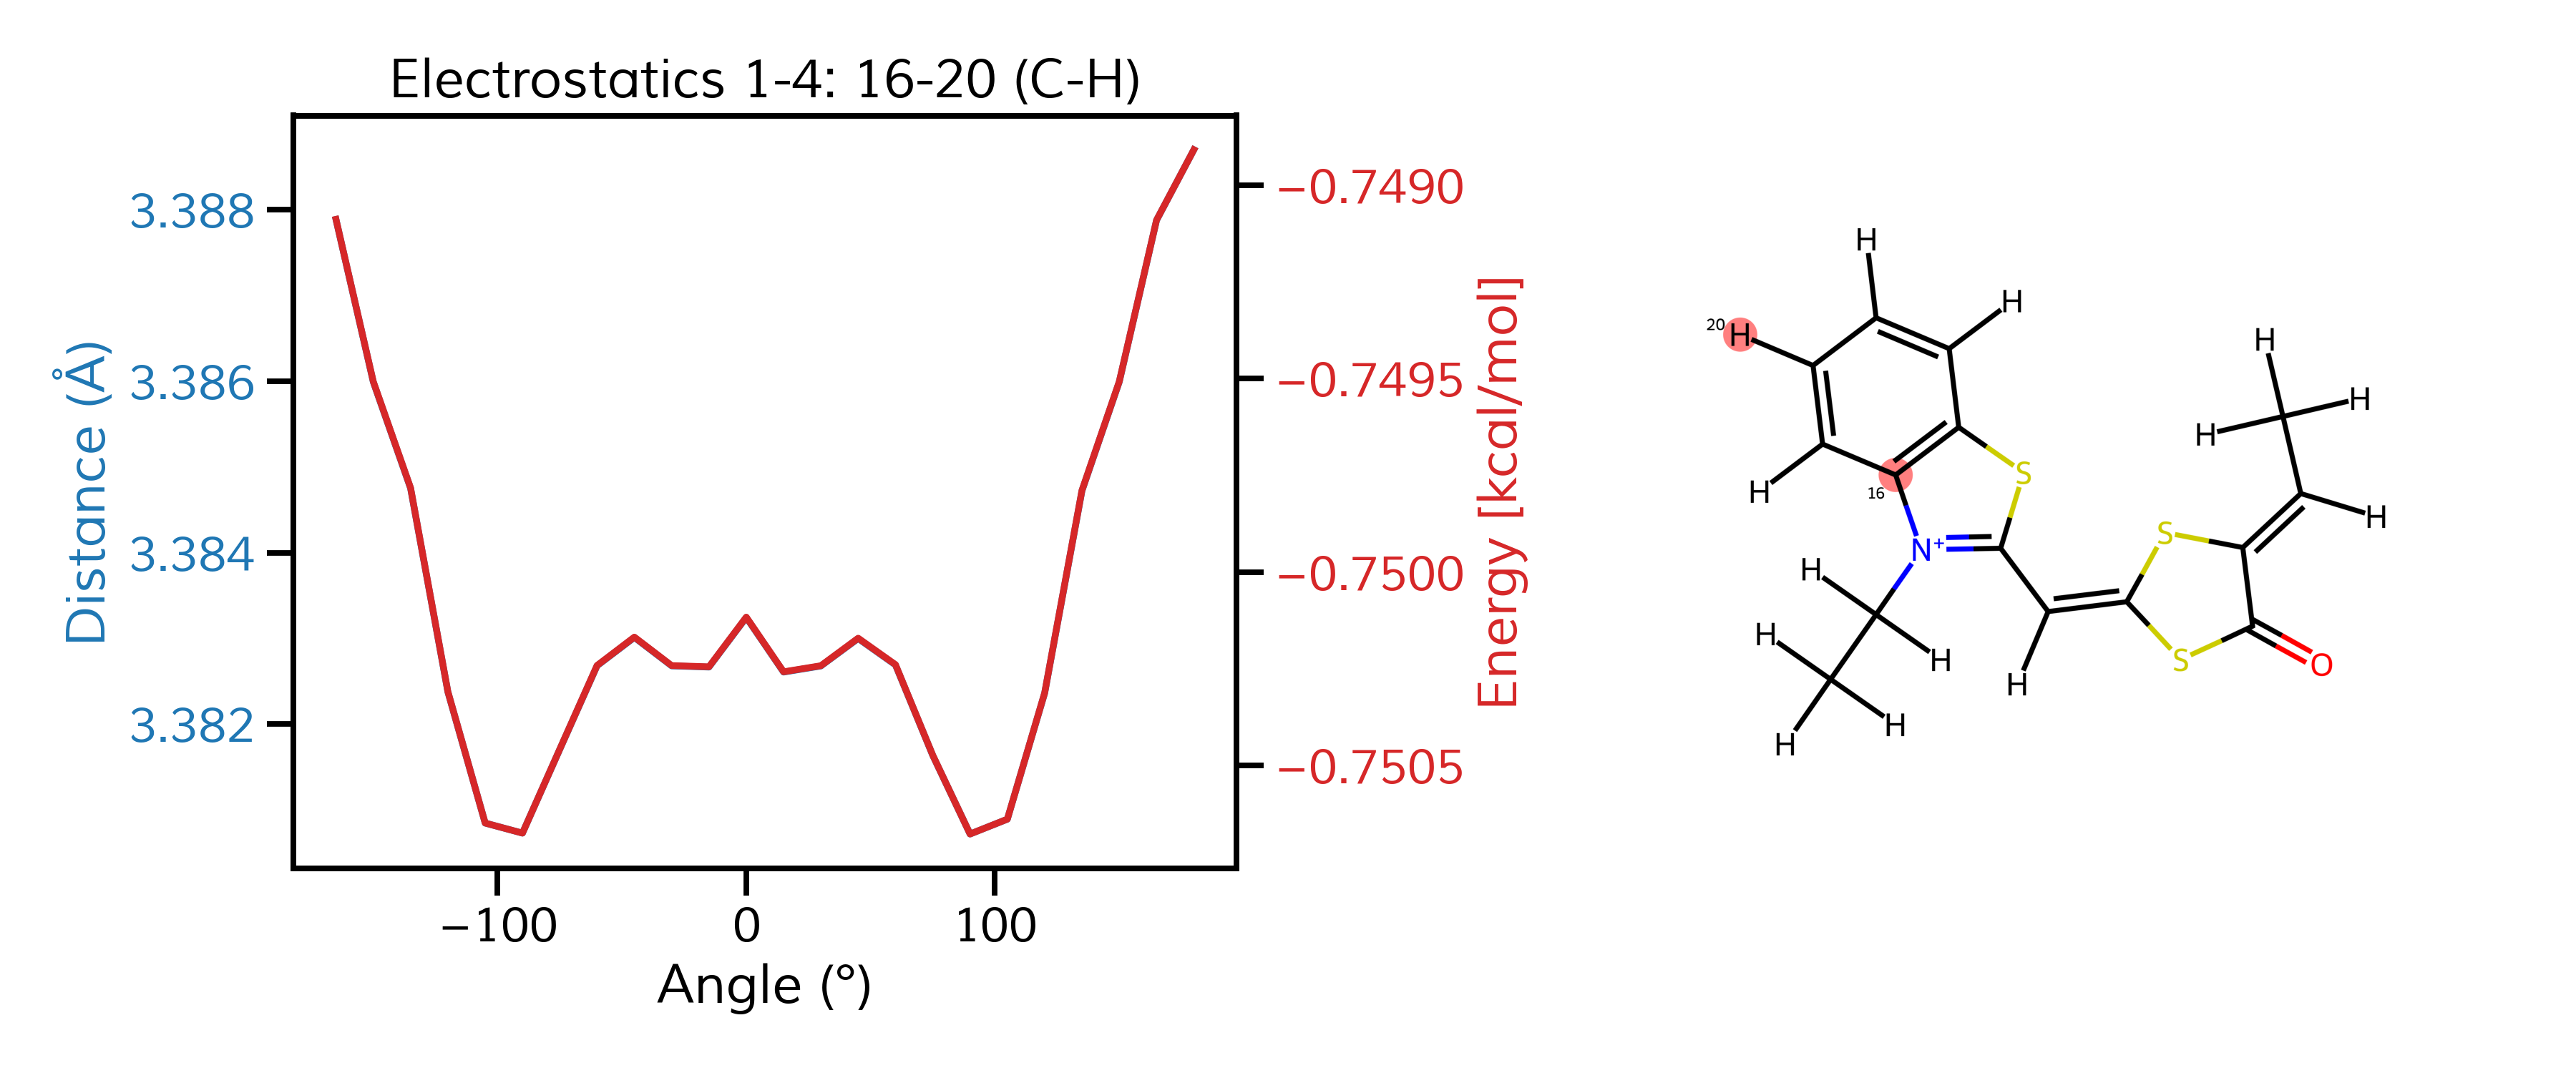 Electrostatics 1-4: 16-20 (C-H)
3.388
3.386
3.384
3.382
Distance (Å)
−0.7490
−0.7495
−0.7500
−0.7505
Energy [kcal/mol]
−100 0 100
Angle (°)
H
H
20 H
H
H
H
H
S
H
16
H
S
N+
H
H
H
S
O
H
H
H